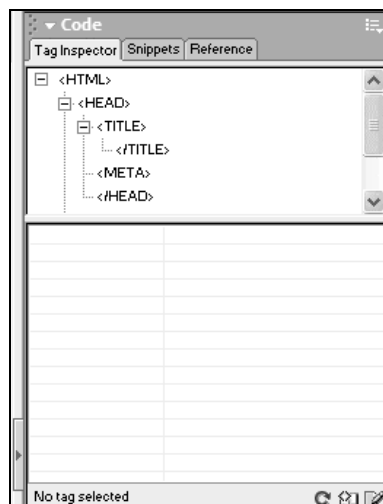 Code
Tag Inspector Snippets Reference
<HTML>
<HEAD>
<TITLE>
</TITLE>
<META>
</HEAD>
No tag selected